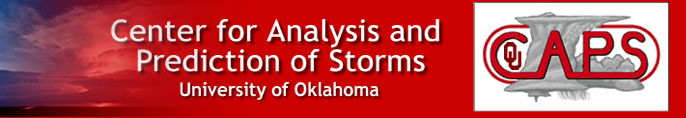 Center for Analysis and
Prediction of Storms
University of Oklahoma
CAPS
OU